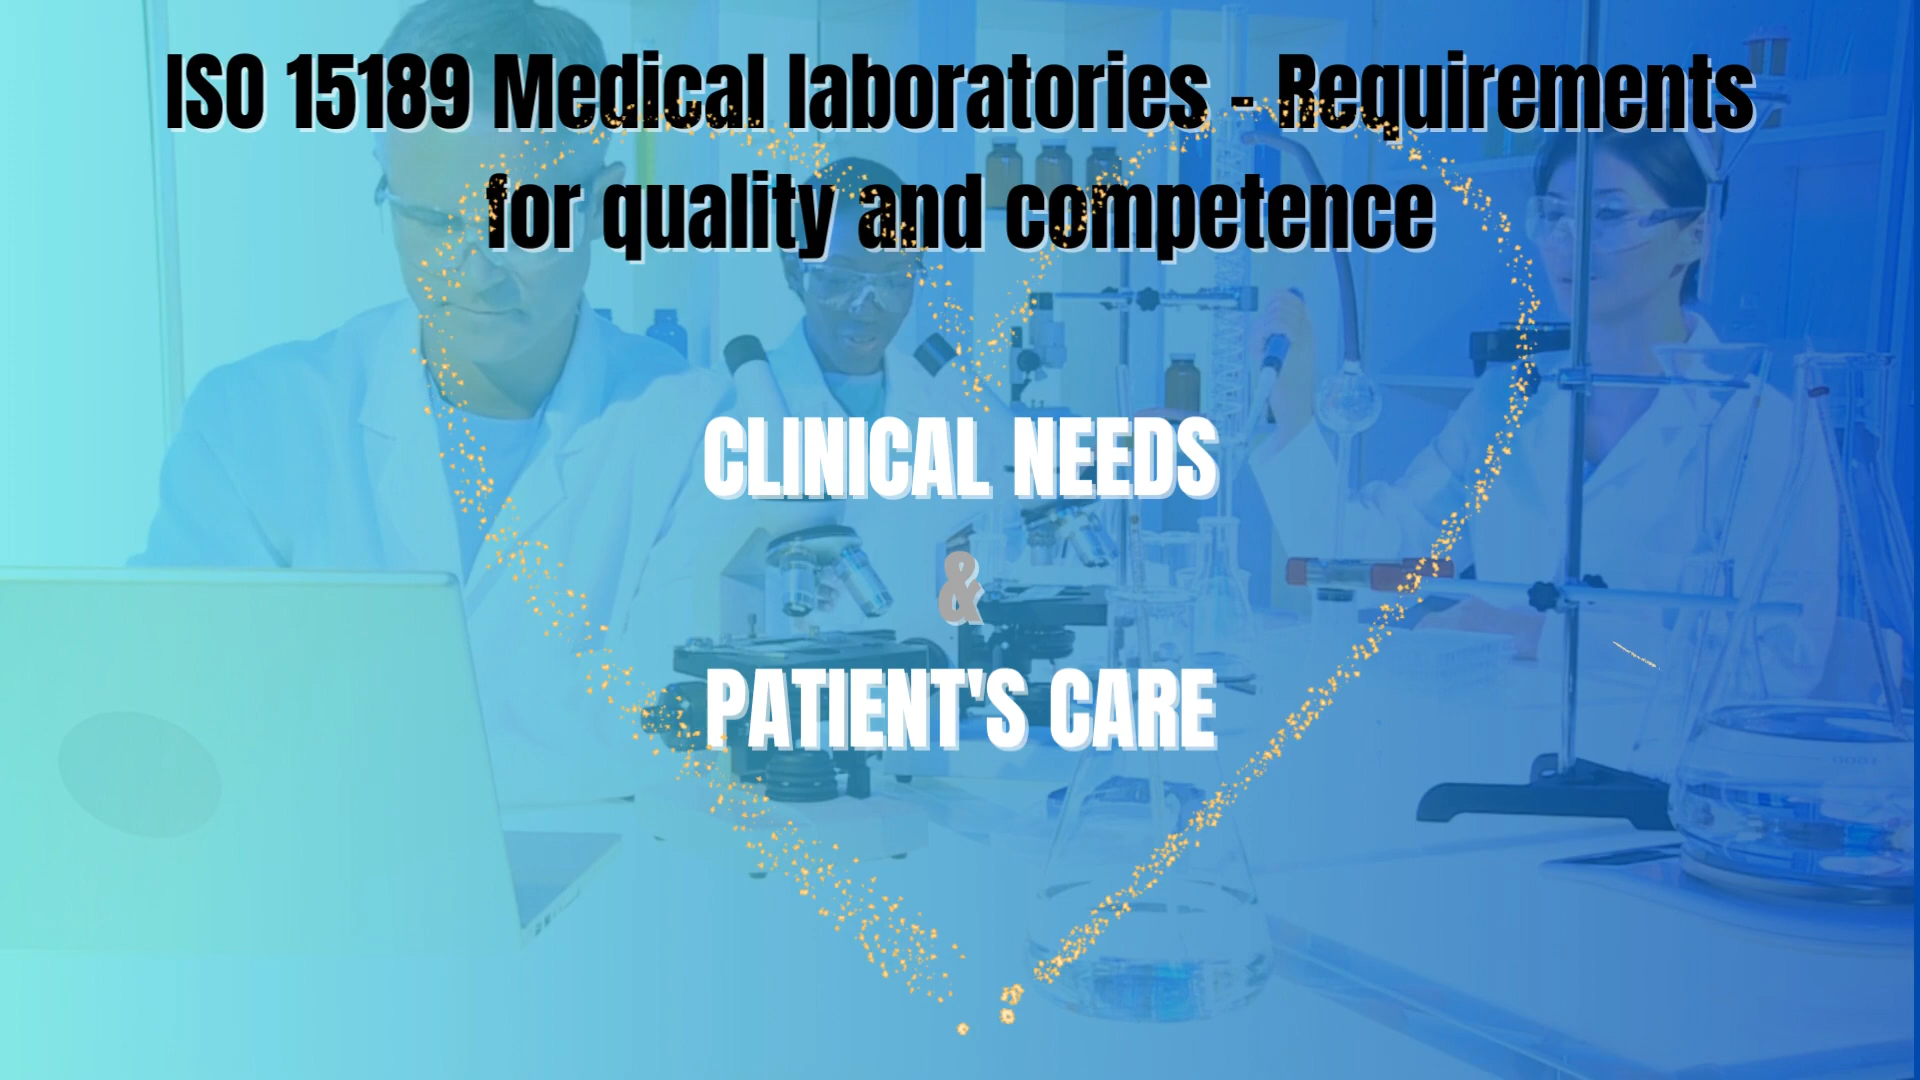 ISO 15189 Medical laboratories - Requirements
for quality and competence
CLINICAL NEEDS
&
PATIENT'S CARE